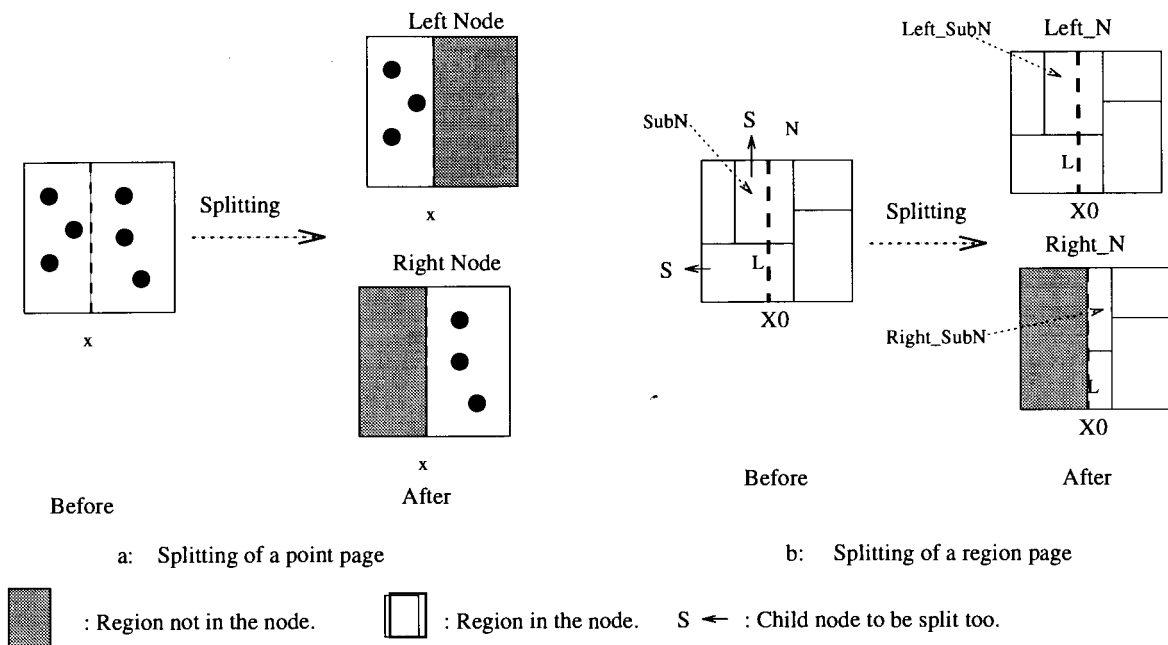 Left Node
x
Splitting
x
Right Node
x
Before
After
a: Splitting of a point page
Left_SubN
Left_N
SubN
S
N
L
S
L
X0
Splitting
X0
Right_N
Right_SubN
L
X0
Before
After
b: Splitting of a region page
: Region not in the node.
: Region in the node.
S
: Child node to be split too.